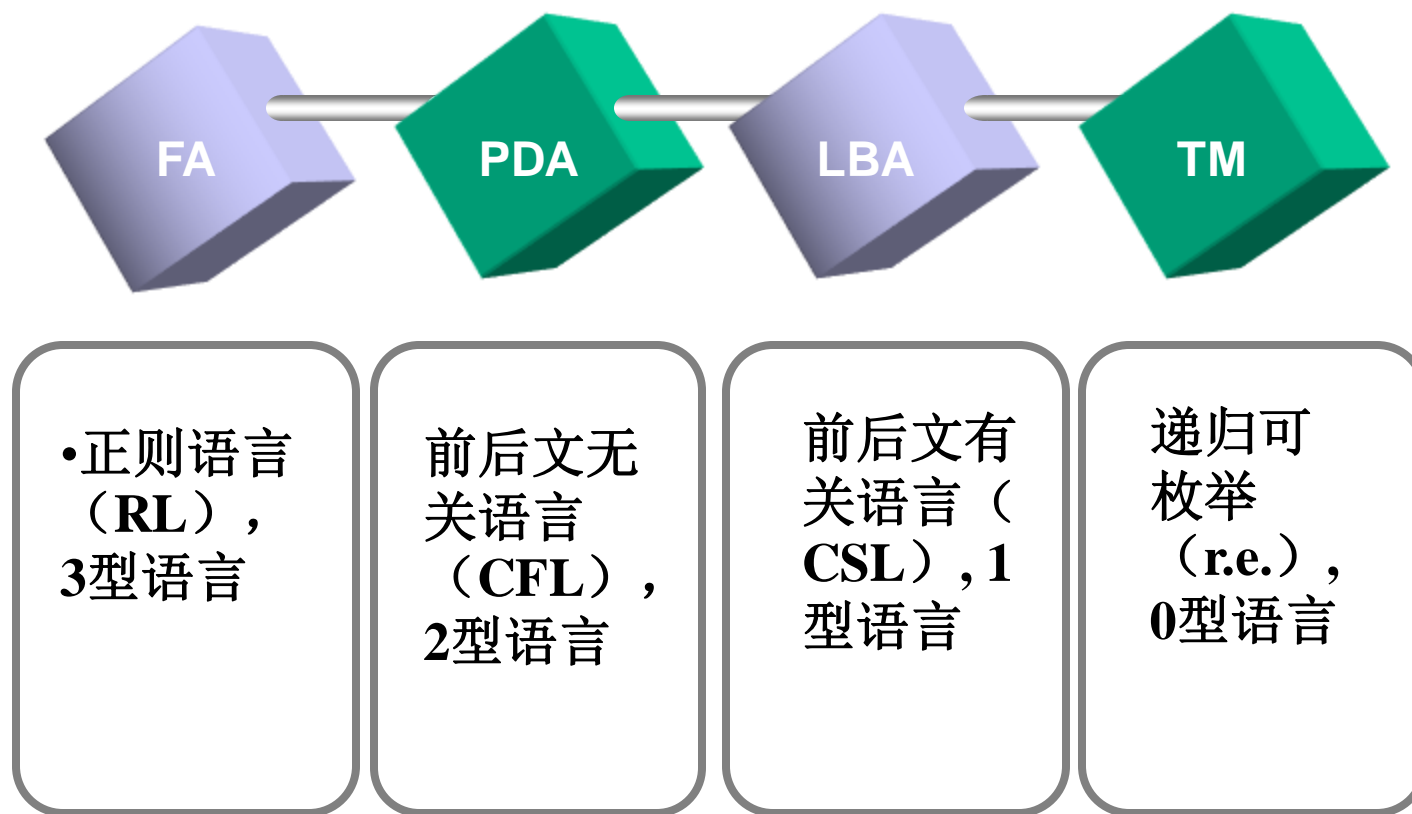 FA
PDA
LBA
TM
•正则语言
（RL），
3型语言
前后文无
关语言
（CFL），
2型语言
前后文有
关语言（
CSL）, 1
型语言
递归可
枚举
（r.e.）,
0型语言